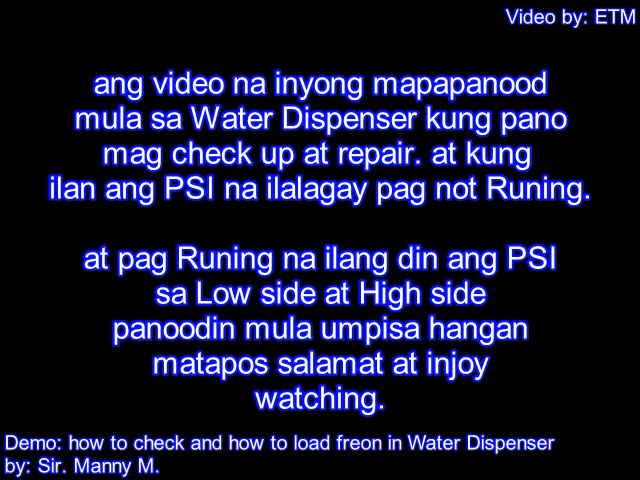 Video by: ETM
ang video na inyong mapapanood
mula sa Water Dispenser kung pano
mag check up at repair. at kung
ilan ang PSI na ilalagay pag not Runing.
at pag Runing na ilang din ang PSI
sa Low side at High side
panoodin mula umpisa hangan
matapos salamat at injoy
watching.
Demo: how to check and how to load freon in Water Dispenser
by: Sir. Manny M.